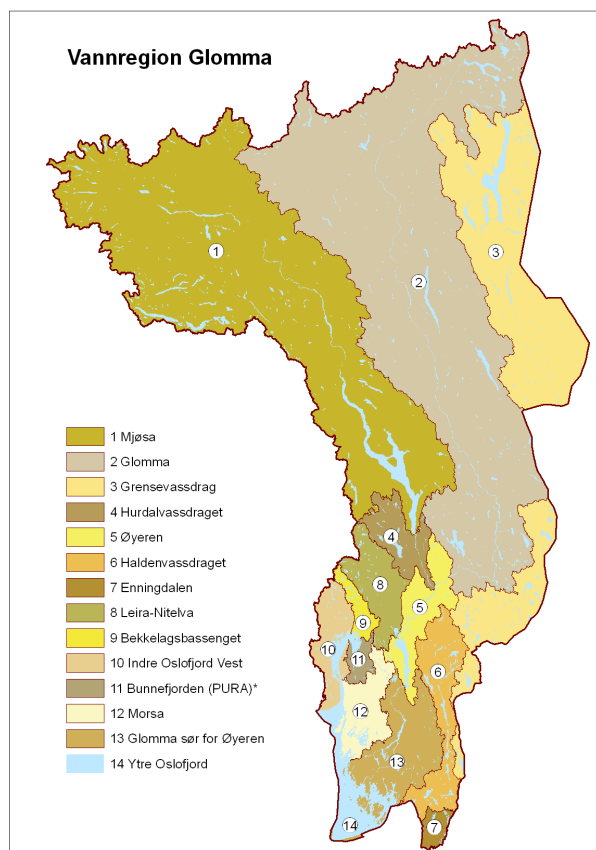 Vannregion Glomma
1
2
3
1 Mjøsa
2 Glomma
3 Grensevassdrag
4 Hurdalvassdraget
5 Øyeren
6 Haldenvassdraget
7 Enningdalen
8 Leira-Nitelva
9 Bekkelagsbassenget
10 Indre Oslofjord Vest
11 Bunnefjorden (PURA)*
12 Morsa
13 Glomma sør for Øyeren
14 Ytre Oslofjord
4
8
5
9
10
11
6
12
13
14
7